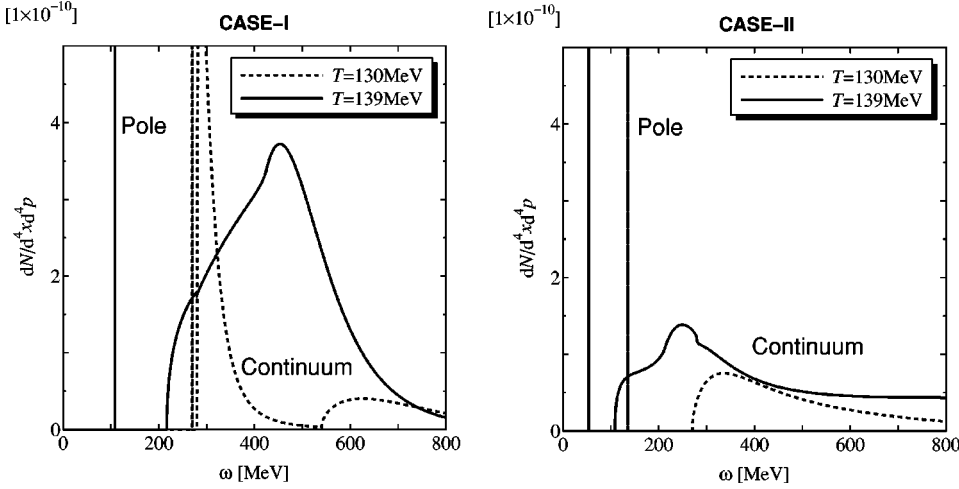 [1×10⁻¹⁰]
CASE-I
T=130MeV
T=139MeV
Pole
Continuum
4
2
0
0
200
400
600
800
ω [MeV]
dN/d⁴xd⁴p
[1×10⁻¹⁰]
CASE-II
T=130MeV
T=139MeV
Pole
Continuum
4
2
0
0
200
400
600
800
ω [MeV]
dN/d⁴xd⁴p